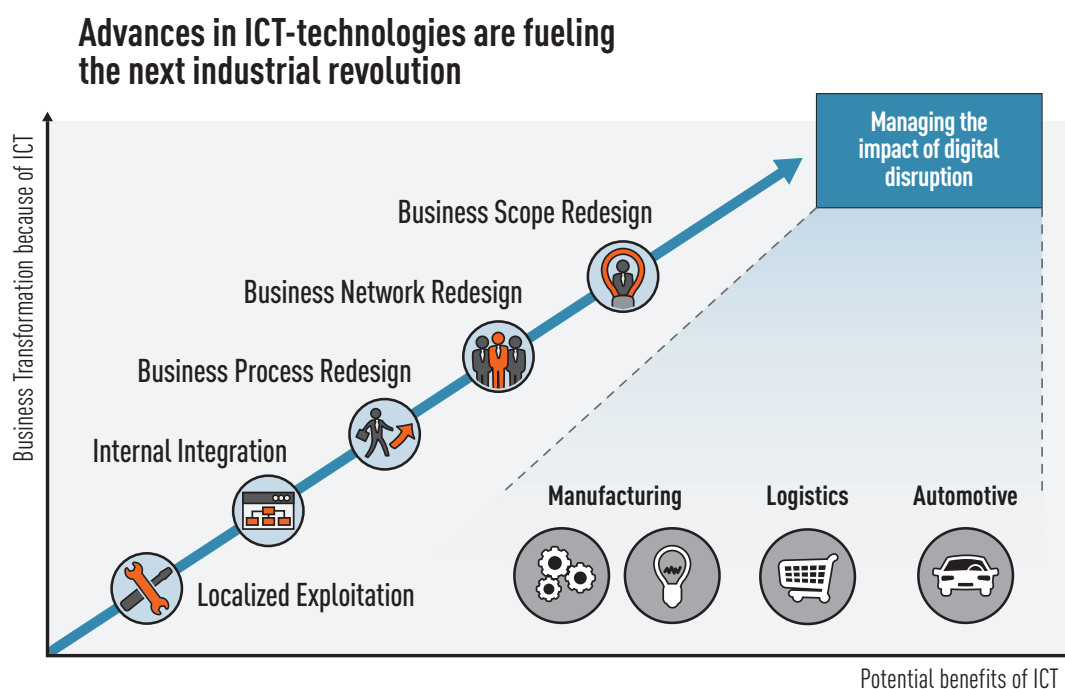 Advances in ICT-technologies are fueling
the next industrial revolution
Business Transformation because of ICT
Managing the
impact of digital
disruption
Business Scope Redesign
Business Network Redesign
Business Process Redesign
Internal Integration
Localized Exploitation
Manufacturing
Logistics
Automotive
Potential benefits of ICT